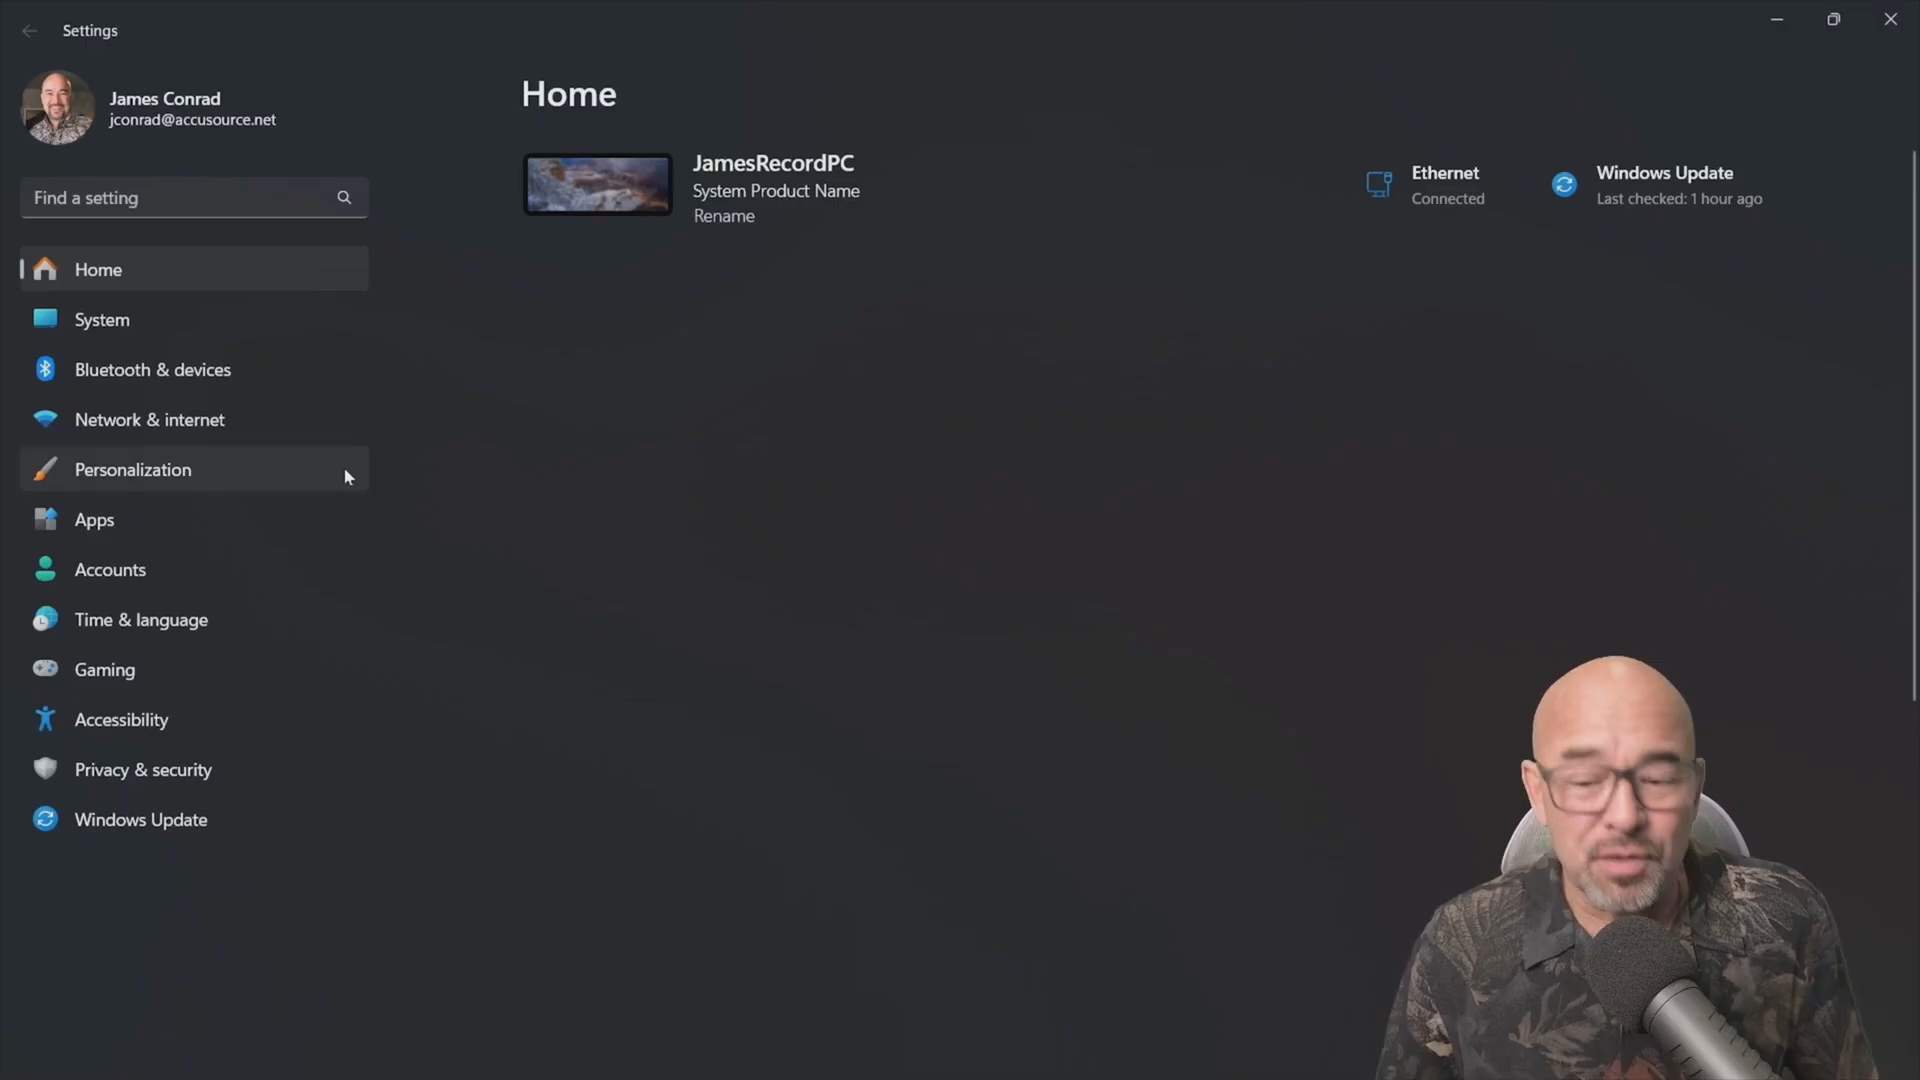 Settings
James Conrad
jconrad@accusource.net
Find a setting
Home
System
Bluetooth & devices
Network & internet
Personalization
Apps
Accounts
Time & language
Gaming
Accessibility
Privacy & security
Windows Update
Home
JamesRecordPC
System Product Name
Rename
Ethernet
Connected
Windows Update
Last checked: 1 hour ago